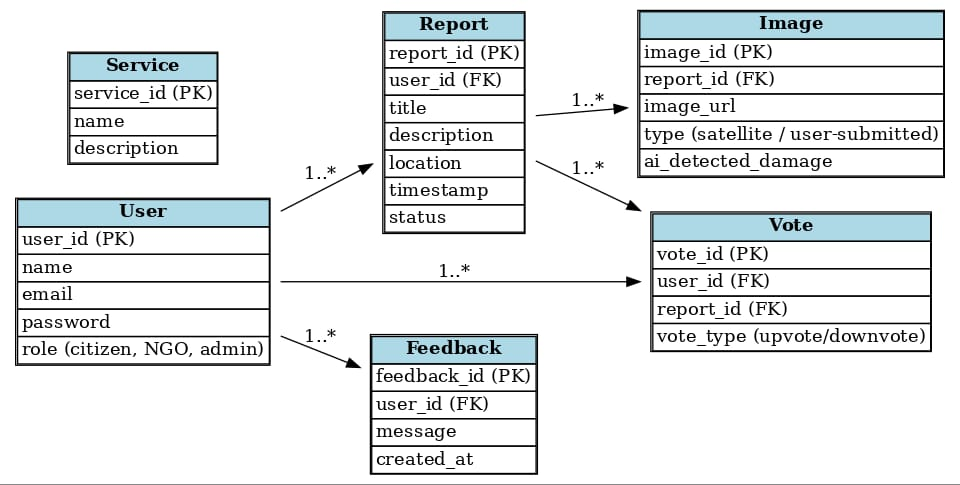 Service
service_id (PK)
name
description
User
user_id (PK)
name
email
password
role (citizen, NGO, admin)
1..*
1..*
1..*
Report
report_id (PK)
user_id (FK)
title
description
location
timestamp
status
Feedback
feedback_id (PK)
user_id (FK)
message
created_at
1..*
1..*
Image
image_id (PK)
report_id (FK)
image_url
type (satellite / user-submitted)
ai_detected_damage
Vote
vote_id (PK)
user_id (FK)
report_id (FK)
vote_type (upvote/downvote)